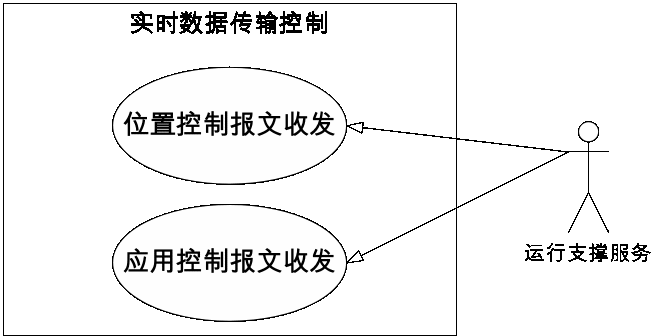 实时数据传输控制
位置控制报文收发
应用控制报文收发
运行支撑服务